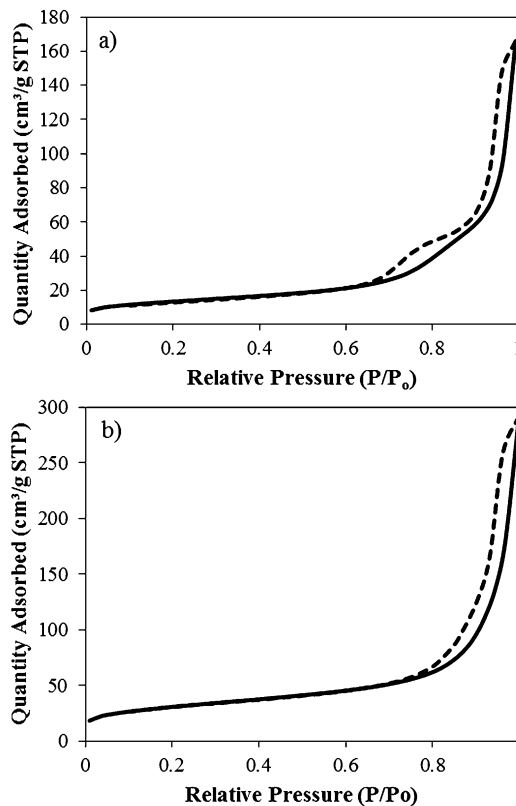 a)
Quantity Adsorbed (cm³/g STP)
180
160
140
120
100
80
60
40
20
0
0 0.2 0.4 0.6 0.8 1
Relative Pressure (P/Pₒ)
b)
Quantity Adsorbed (cm³/g STP)
300
250
200
150
100
50
0
0 0.2 0.4 0.6 0.8
Relative Pressure (P/Po)